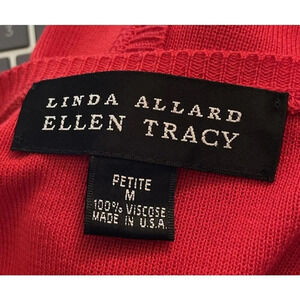 LINDA ALLARD
ELLEN TRACY
PETITE
M
100% VISCOSE
MADE IN U.S.A.